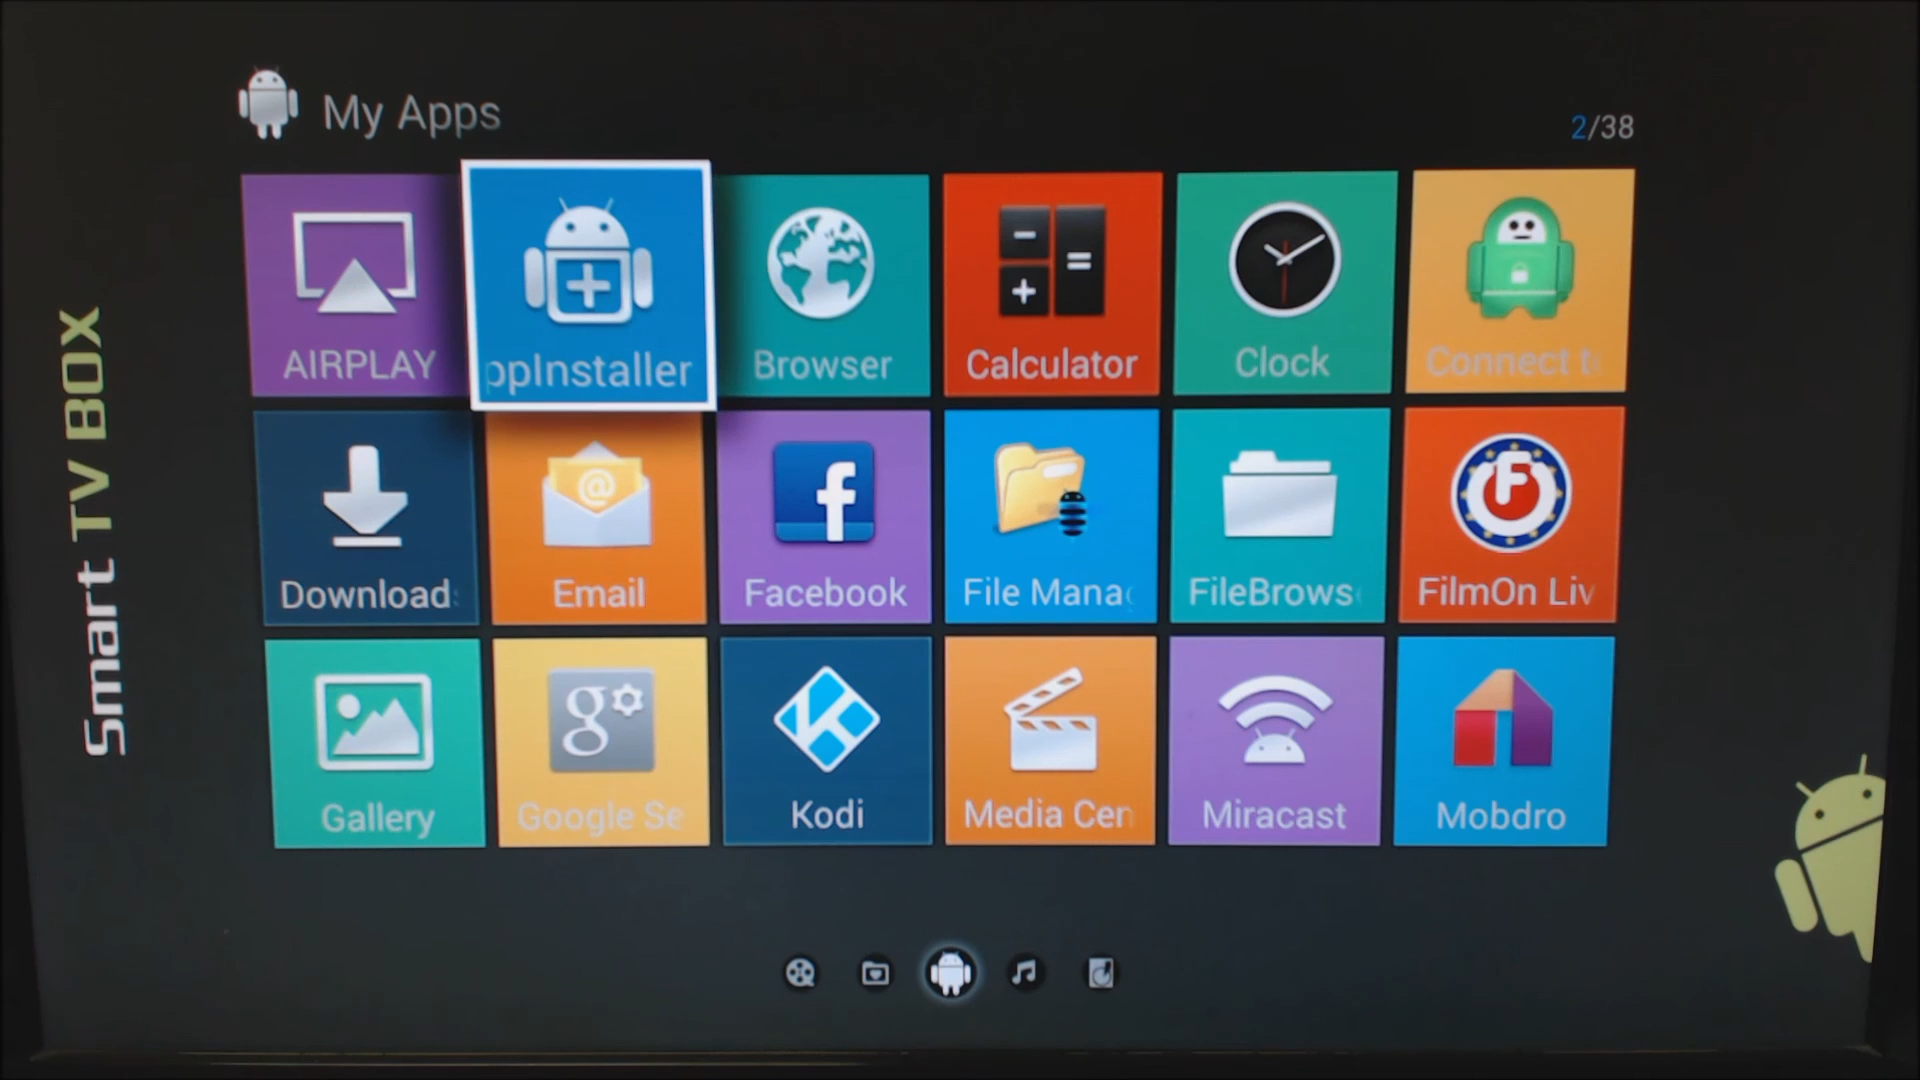 My Apps
2/38
AIRPLAY
ppInstaller
Browser
Calculator
Clock
Connect t
Download
Email
Facebook
File Mana
FileBrows
FilmOn Liv
Gallery
Google Se
Kodi
Media Cen
Miracast
Mobdro
Smart TV BOX